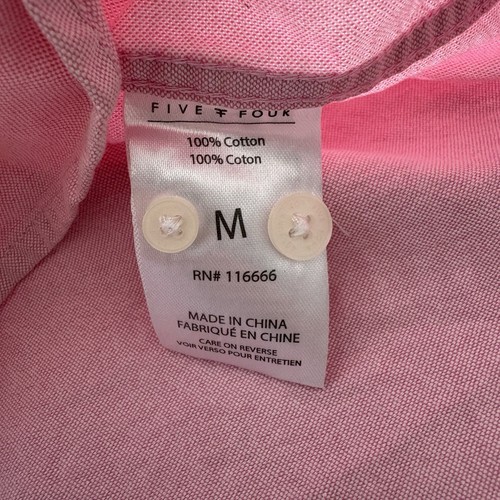 FIVE FOUR
100% Cotton
100% Coton
M
RN# 116666
MADE IN CHINA
FABRIQUÉ EN CHINE
CARE ON REVERSE
VOIR VERSO POUR ENTRETIEN